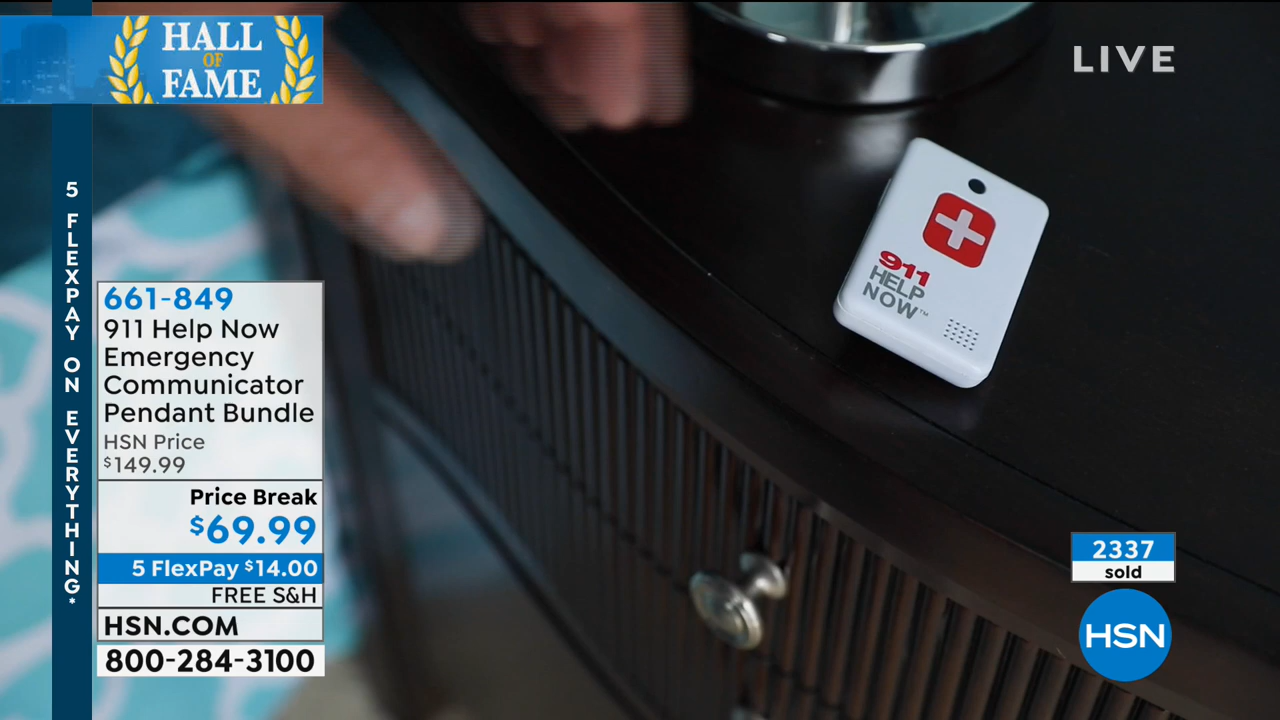 HALL
OF
FAME
LIVE
5 FLEXPAY ON EVERYTHING*
661-849
911 Help Now
Emergency
Communicator
Pendant Bundle
HSN Price
$149.99
Price Break
$69.99
5 FlexPay $14.00
FREE S&H
HSN.COM
800-284-3100
911
HELP
NOW™
2337
sold
HSN